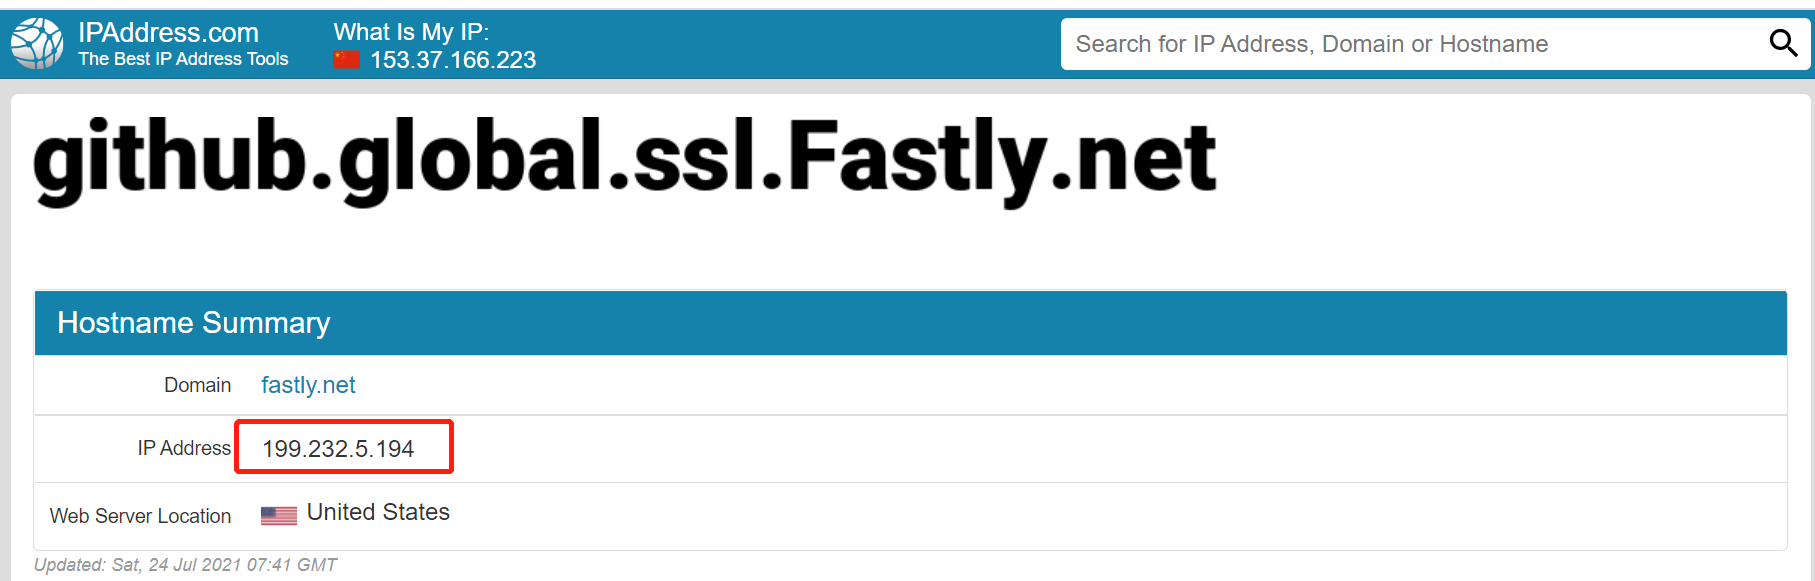 IPAddress.com
The Best IP Address Tools
What Is My IP:
153.37.166.223
Search for IP Address, Domain or Hostname
github.global.ssl.Fastly.net
Hostname Summary
Domain fastly.net
IP Address 199.232.5.194
Web Server Location United States
Updated: Sat, 24 Jul 2021 07:41 GMT